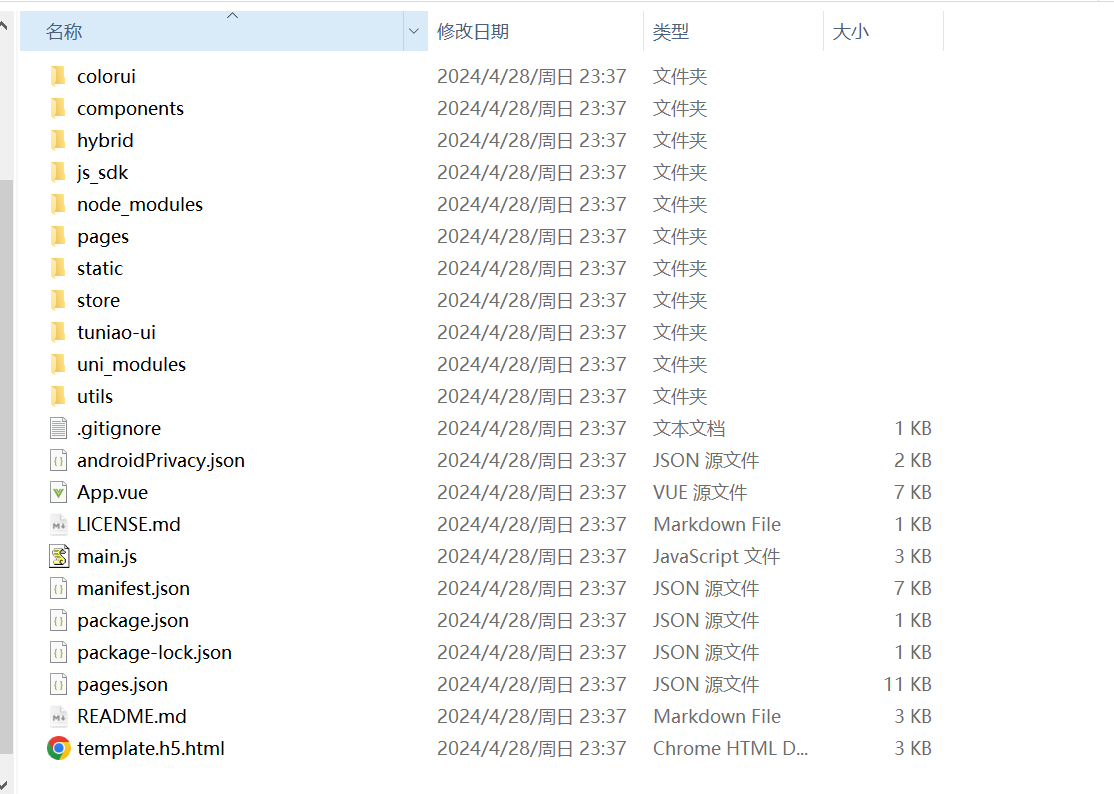 名称 修改日期 类型 大小
colorui 2024/4/28/周日 23:37 文件夹
components 2024/4/28/周日 23:37 文件夹
hybrid 2024/4/28/周日 23:37 文件夹
js_sdk 2024/4/28/周日 23:37 文件夹
node_modules 2024/4/28/周日 23:37 文件夹
pages 2024/4/28/周日 23:37 文件夹
static 2024/4/28/周日 23:37 文件夹
store 2024/4/28/周日 23:37 文件夹
tuniao-ui 2024/4/28/周日 23:37 文件夹
uni_modules 2024/4/28/周日 23:37 文件夹
utils 2024/4/28/周日 23:37 文件夹
.gitignore 2024/4/28/周日 23:37 文本文档 1 KB
androidPrivacy.json 2024/4/28/周日 23:37 JSON 源文件 2 KB
App.vue 2024/4/28/周日 23:37 VUE 源文件 7 KB
LICENSE.md 2024/4/28/周日 23:37 Markdown File 1 KB
main.js 2024/4/28/周日 23:37 JavaScript 文件 3 KB
manifest.json 2024/4/28/周日 23:37 JSON 源文件 7 KB
package.json 2024/4/28/周日 23:37 JSON 源文件 1 KB
package-lock.json 2024/4/28/周日 23:37 JSON 源文件 1 KB
pages.json 2024/4/28/周日 23:37 JSON 源文件 11 KB
README.md 2024/4/28/周日 23:37 Markdown File 3 KB
template.h5.html 2024/4/28/周日 23:37 Chrome HTML D... 3 KB